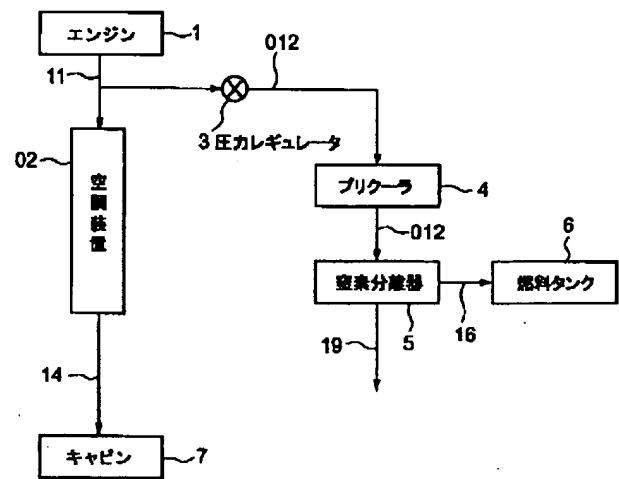 エンジン
1
11
012
3 圧力レギュレータ
02
空調装置
プリクーラ
4
012
6
窒素分離器
燃料タンク
5
16
19
14
キャビン
7